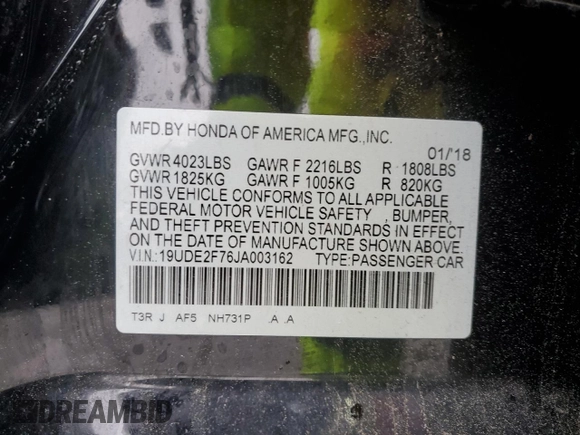 MFD.BY HONDA OF AMERICA MFG.,INC.
01/'18
GVWR 4023LBS GAWR F 2216LBS R 1808LBS
GVWR 1825KG GAWR F 1005KG R 820KG
THIS VEHICLE CONFORMS TO ALL APPLICABLE
FEDERAL MOTOR VEHICLE SAFETY , BUMPER,
AND THEFT PREVENTION STANDARDS IN EFFECT
ON THE DATE OF MANUFACTURE SHOWN ABOVE.
V.I.N.:19UDE2F76JA003162 TYPE:PASSENGER CAR
T3R J AF5 NH731P .A .A
DREAMBID